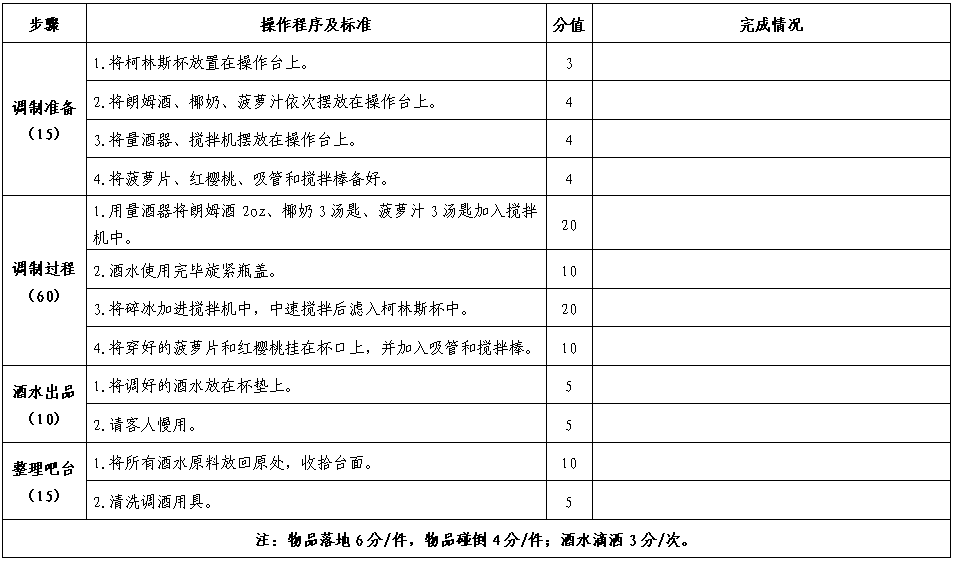 步骤 操作程序及标准 分值 完成情况
调制准备
（15）
1.将柯林斯杯放置在操作台上。 3
2.将朗姆酒、椰奶、菠萝汁依次摆放在操作台上。 4
3.将量酒器、搅拌机摆放在操作台上。 4
4.将菠萝片、红樱桃、吸管和搅拌棒备好。 4
调制过程
（60）
1.用量酒器将朗姆酒2oz、椰奶3汤匙、菠萝汁3汤匙加入搅拌
机中。 20
2.酒水使用完毕旋紧瓶盖。 10
3.将碎冰加进搅拌机中，中速搅拌后滤入柯林斯杯中。 20
4.将穿好的菠萝片和红樱桃挂在杯口上，并加入吸管和搅拌棒。 10
酒水出品
（10）
1.将调好的酒水放在杯垫上。 5
2.请客人慢用。 5
整理吧台
（15）
1.将所有酒水原料放回原处，收拾台面。 10
2.清洗调酒用具。 5
注：物品落地6分/件，物品碰倒4分/件；酒水滴洒3分/次。